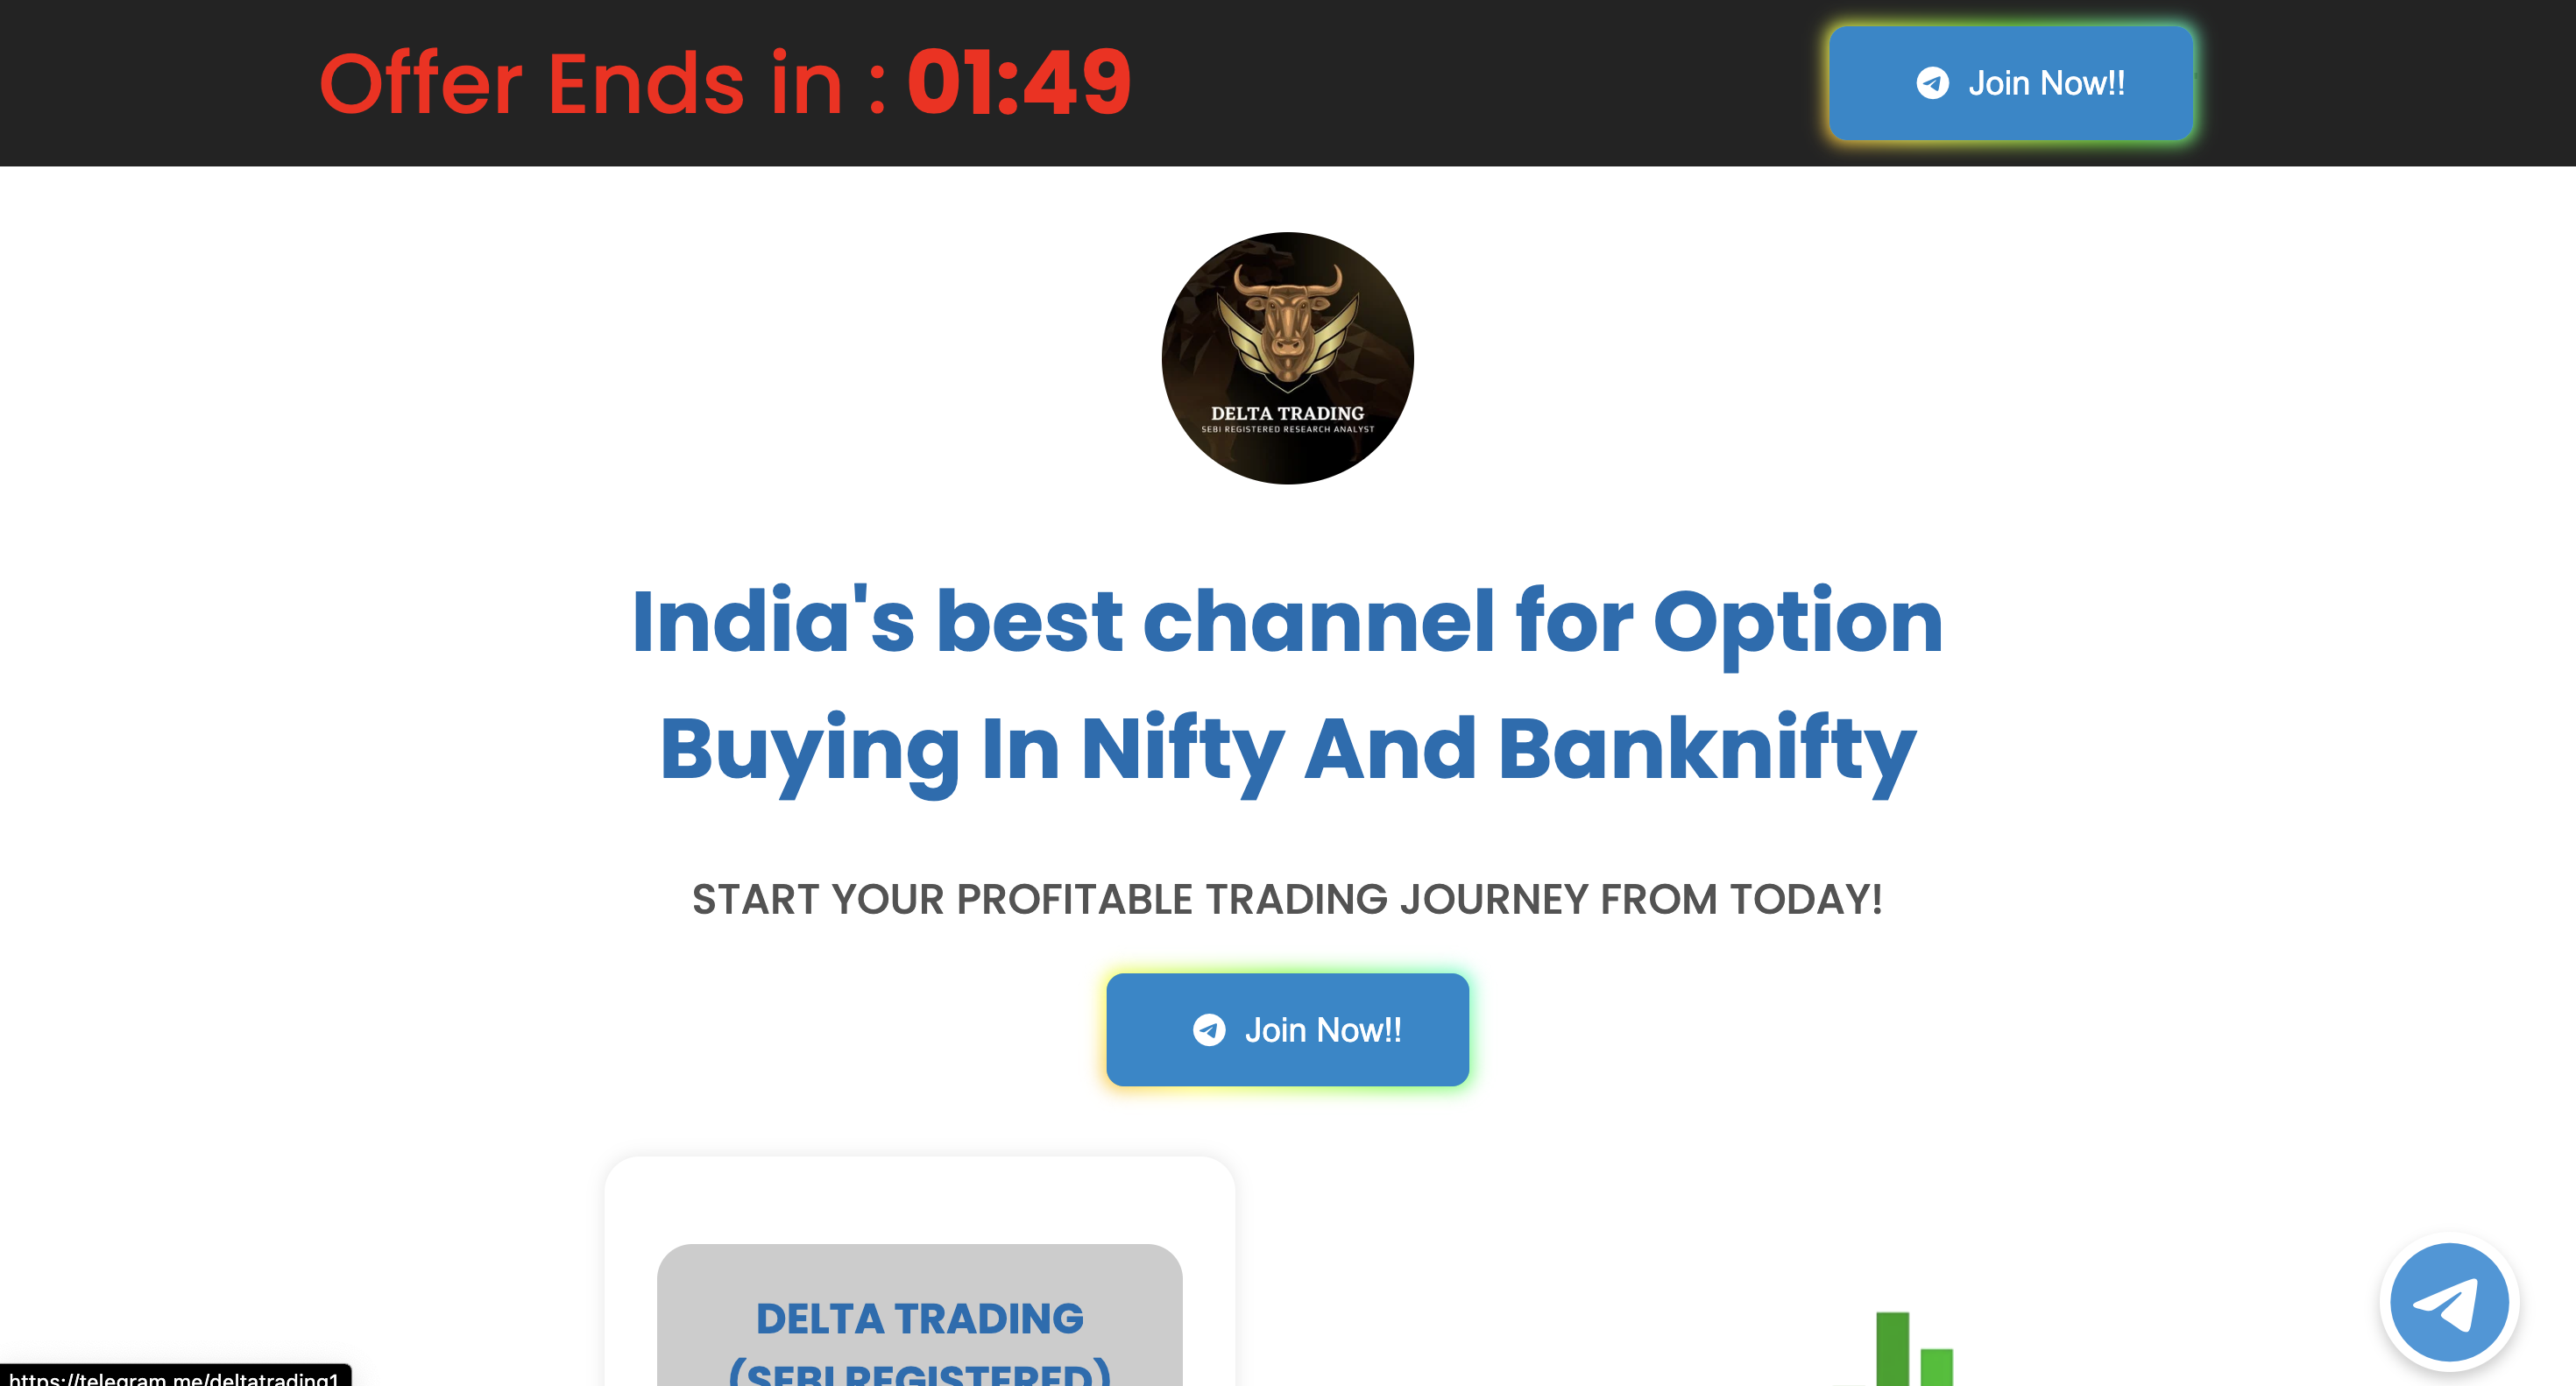 Offer Ends in : 01:49
Join Now!!
DELTA TRADING
SEBI REGISTERED RESEARCH ANALYST
India's best channel for Option
Buying In Nifty And Banknifty
START YOUR PROFITABLE TRADING JOURNEY FROM TODAY!
Join Now!!
DELTA TRADING
(SEBI REGISTERED)
https://telegram.me/deltatrading1